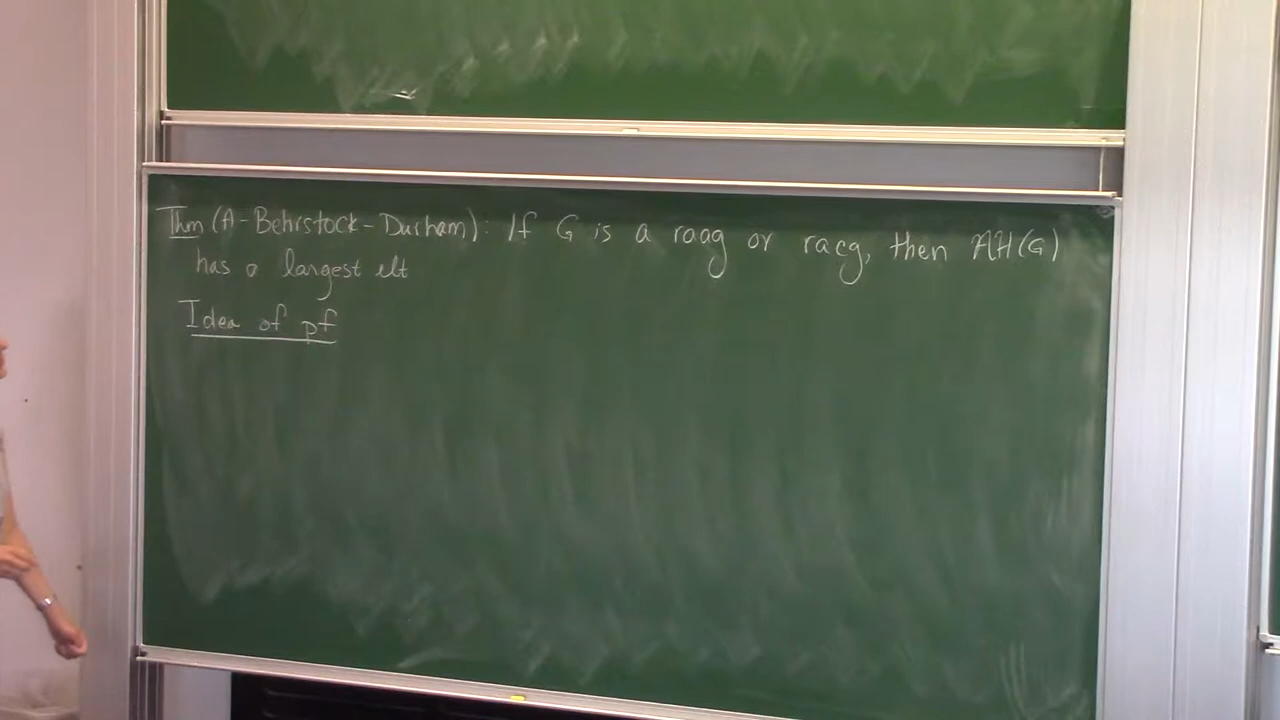 Thm (A-Behrstock-Durham): If G is a raag or racg, then AH(G)
has a largest elt
Idea of pf